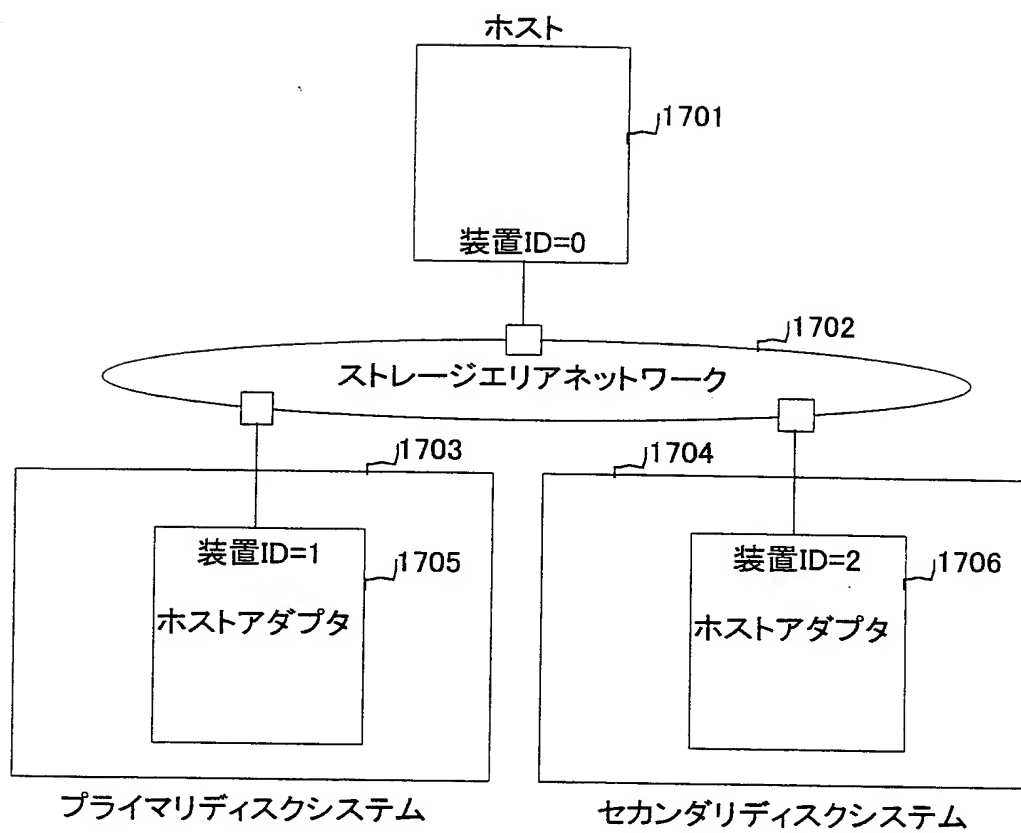 ホスト
1701
装置ID=0
1702
ストレージエリアネットワーク
1703
1704
装置ID=1
1705
ホストアダプタ
装置ID=2
1706
ホストアダプタ
プライマリディスクシステム
セカンダリディスクシステム